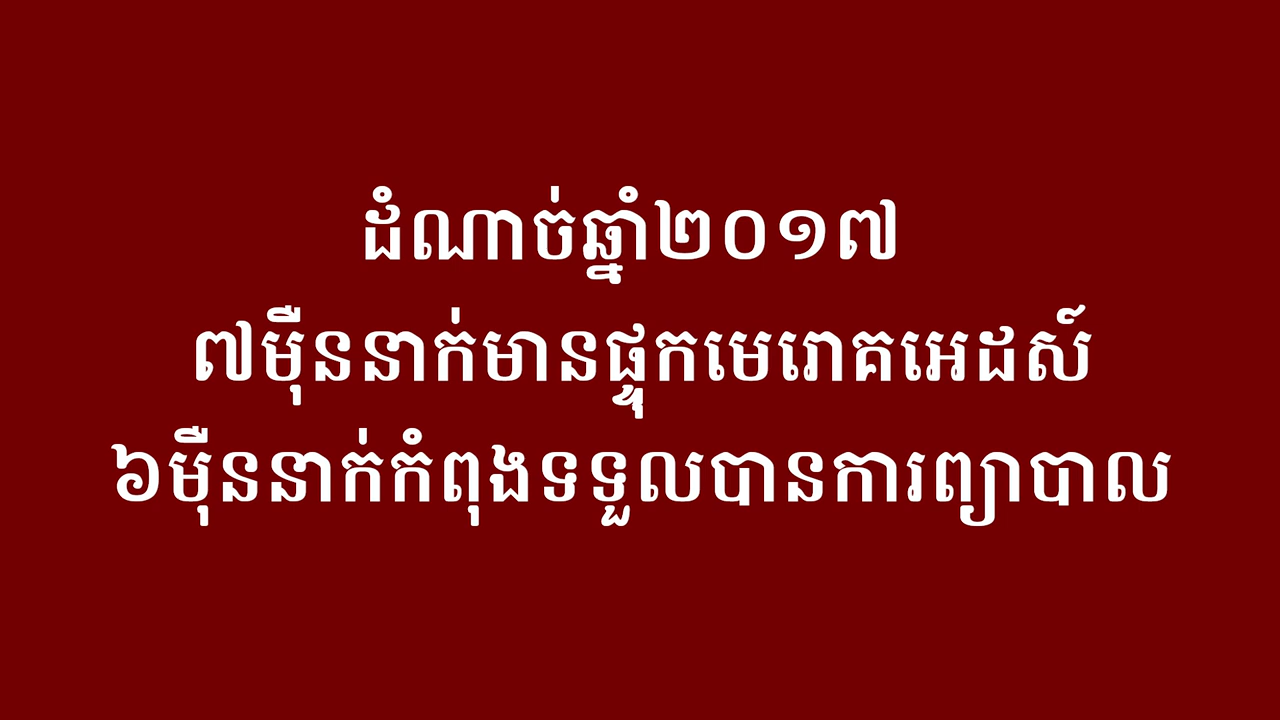 ដំណាច់ឆ្នាំ២០១៧
៧ម៉ឺននាក់មានផ្ទុកមេរោគអេដស៍
៦ម៉ឺននាក់កំពុងទទួលបានការព្យាបាល